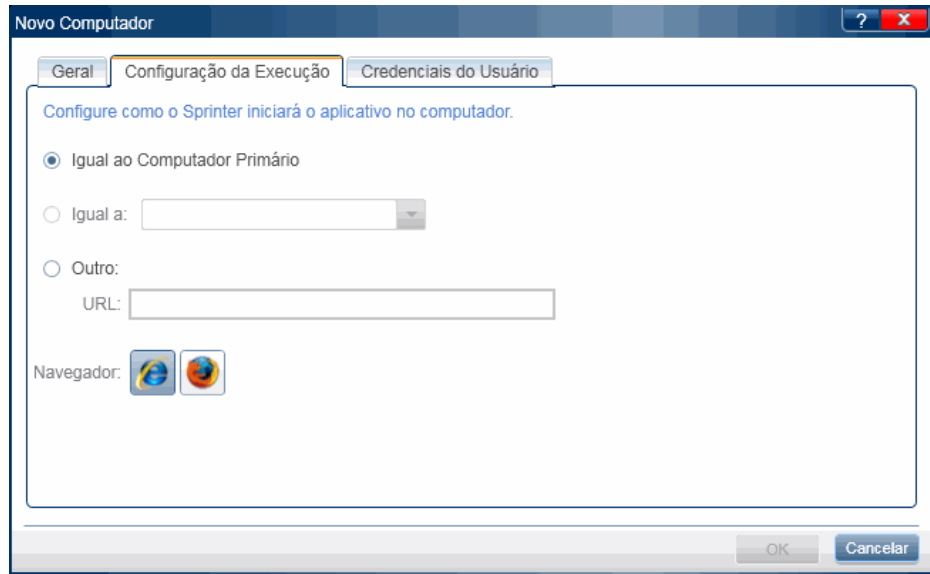 Novo Computador
?
Geral Configuração da Execução Credenciais do Usuário
Configure como o Sprinter iniciará o aplicativo no computador.
Igual ao Computador Primário
Igual a:
Outro:
URL:
Navegador:
OK Cancelar